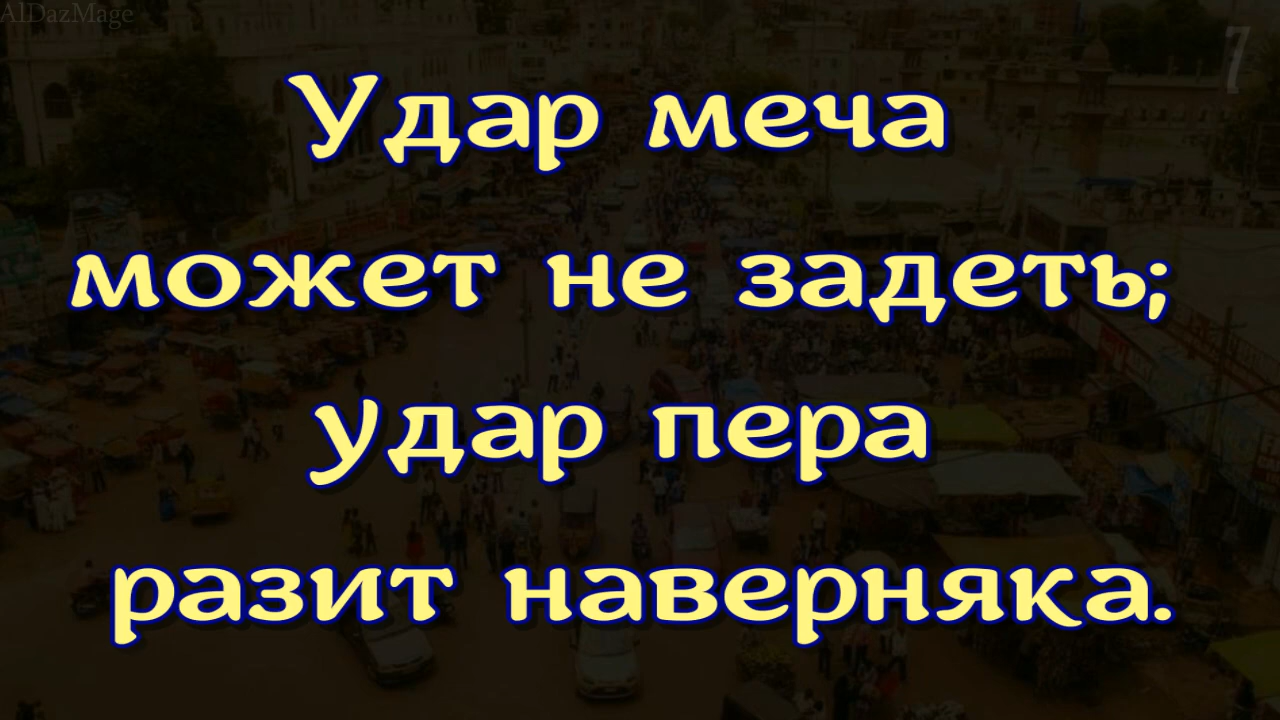 AlDazMage
7
Удар меча
может не задеть;
удар пера
разит наверняка.